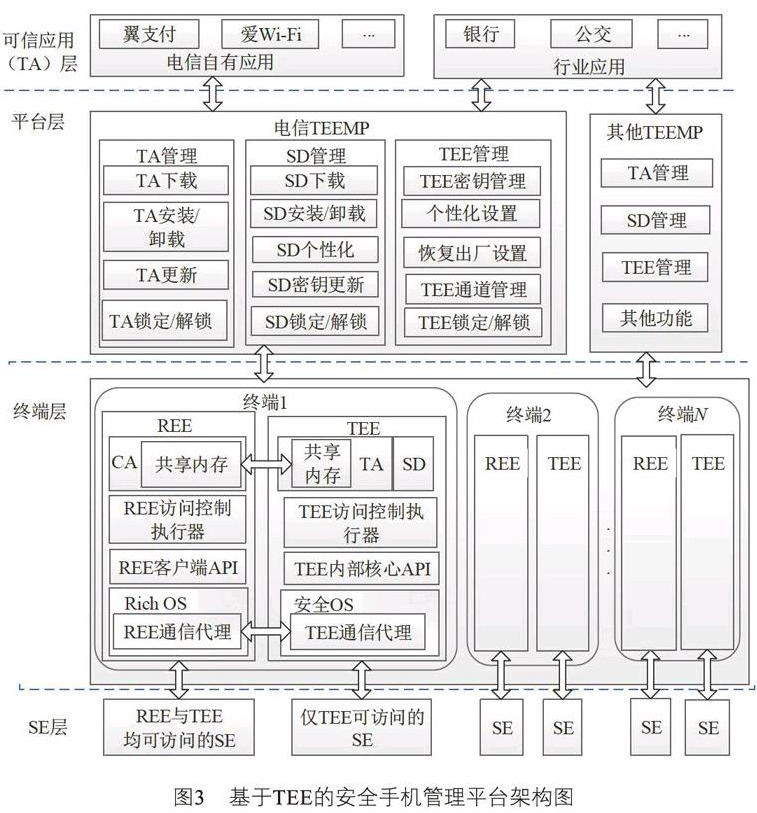 可信应用
（TA）层
翼支付
爱Wi-Fi
...
电信自有应用
银行
公交
...
行业应用
平台层
电信TEEMP
TA管理
TA下载
TA安装/
卸载
TA更新
TA锁定/解锁
SD管理
SD下载
SD安装/卸载
SD个性化
SD密钥更新
SD锁定/解锁
TEE管理
TEE密钥管理
个性化设置
恢复出厂设置
TEE通道管理
TEE锁定/解锁
其他TEEMP
TA管理
SD管理
TEE管理
其他功能
终端层
终端1
REE
CA
共享内存
REE访问控制
执行器
REE客户端API
Rich OS
REE通信代理
TEE
共享
内存
TA
SD
TEE访问控制执
行器
TEE内部核心API
安全OS
TEE通信代理
终端2
REE
TEE
...
终端N
REE
TEE
SE层
REE与TEE
均可访问的SE
仅TEE可访问的
SE
SE
SE
SE
SE
图3 基于TEE的安全手机管理平台架构图